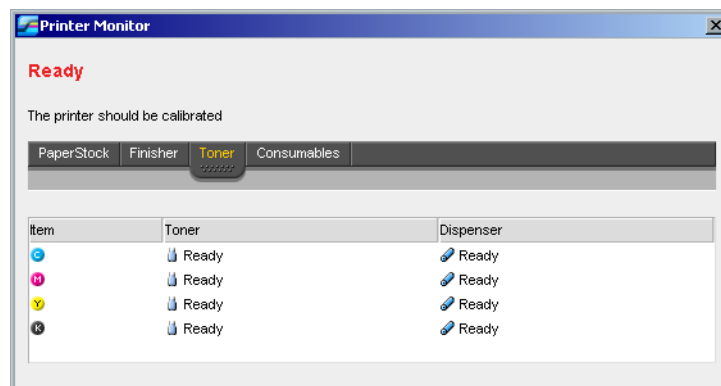 Printer Monitor
Ready
The printer should be calibrated
PaperStock Finisher Toner Consumables
Item Toner Dispenser
C Ready Ready
M Ready Ready
Y Ready Ready
K Ready Ready